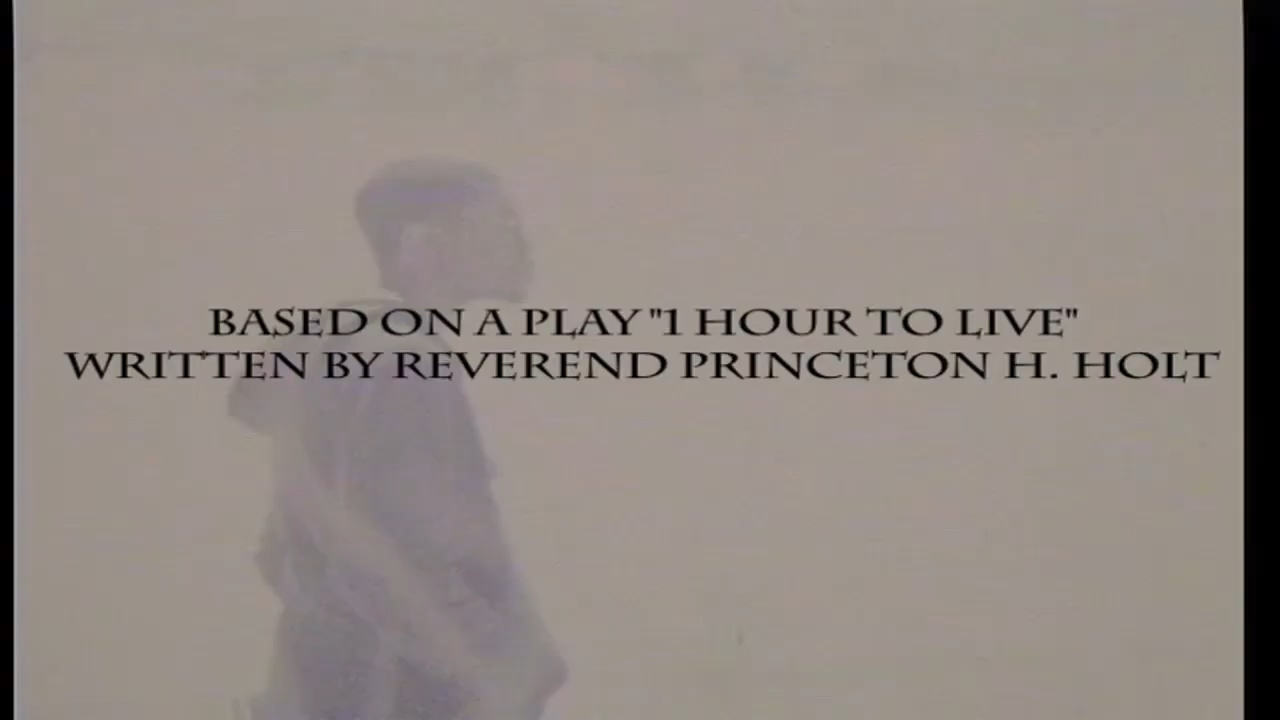 BASED ON A PLAY "1 HOUR TO LIVE"
WRITTEN BY REVEREND PRINCETON H. HOLT